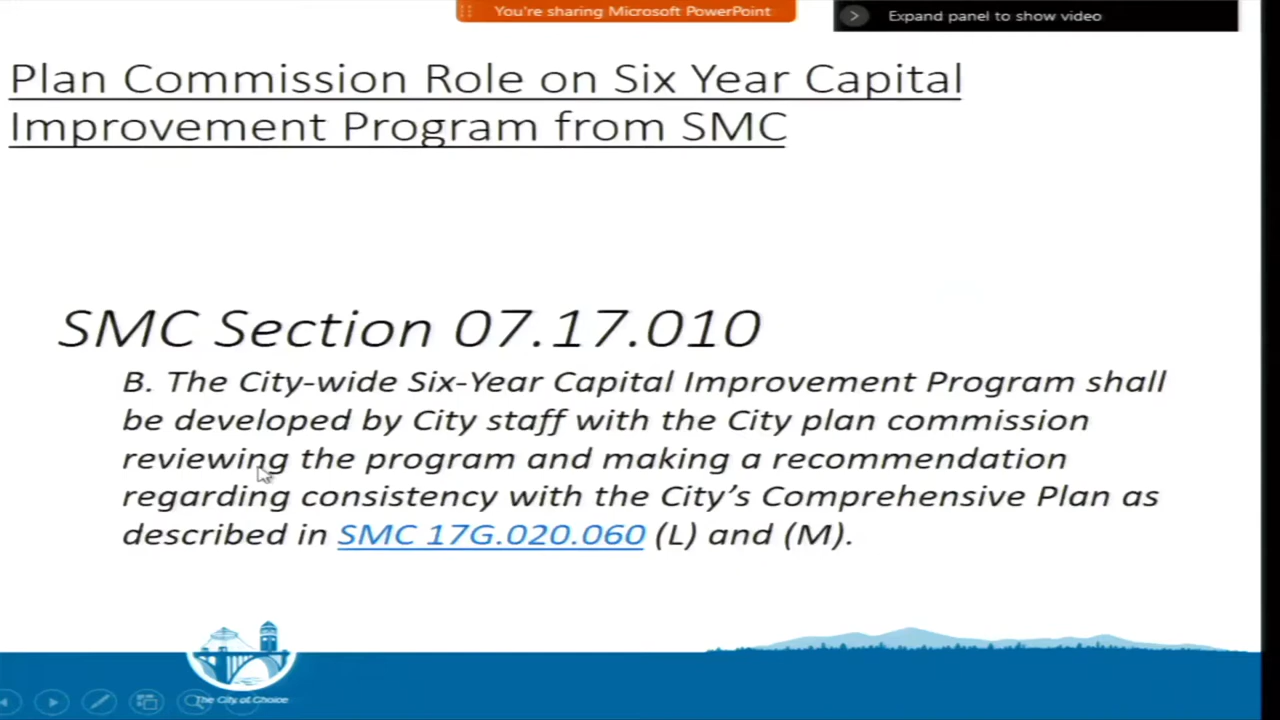 You're sharing Microsoft PowerPoint
Expand panel to show video
Plan Commission Role on Six Year Capital
Improvement Program from SMC
SMC Section 07.17.010
B. The City-wide Six-Year Capital Improvement Program shall
be developed by City staff with the City plan commission
reviewing the program and making a recommendation
regarding consistency with the City’s Comprehensive Plan as
described in SMC 17G.020.060 (L) and (M).
The City of Choice